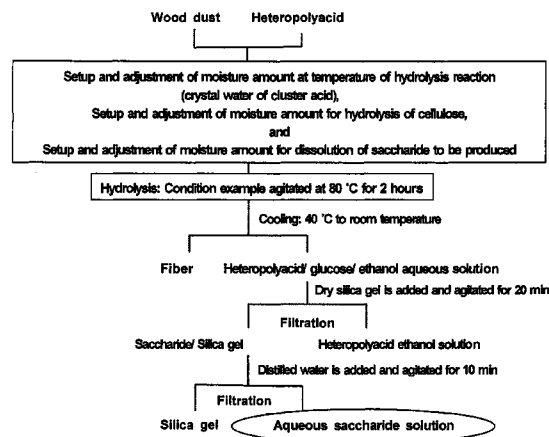 Wood dust Heteropolyacid
Setup and adjustment of moisture amount at temperature of hydrolysis reaction
(crystal water of cluster acid),
Setup and adjustment of moisture amount for hydrolysis of cellulose,
and
Setup and adjustment of moisture amount for dissolution of saccharide to be produced
Hydrolysis: Condition example agitated at 80 ˚C for 2 hours
Cooling: 40 ˚C to room temperature
Fiber Heteropolyacid/ glucose/ ethanol aqueous solution
Dry silica gel is added and agitated for 20 min
Filtration
Saccharide/ Silica gel Heteropolyacid ethanol solution
Distilled water is added and agitated for 10 min
Filtration
Silica gel Aqueous saccharide solution